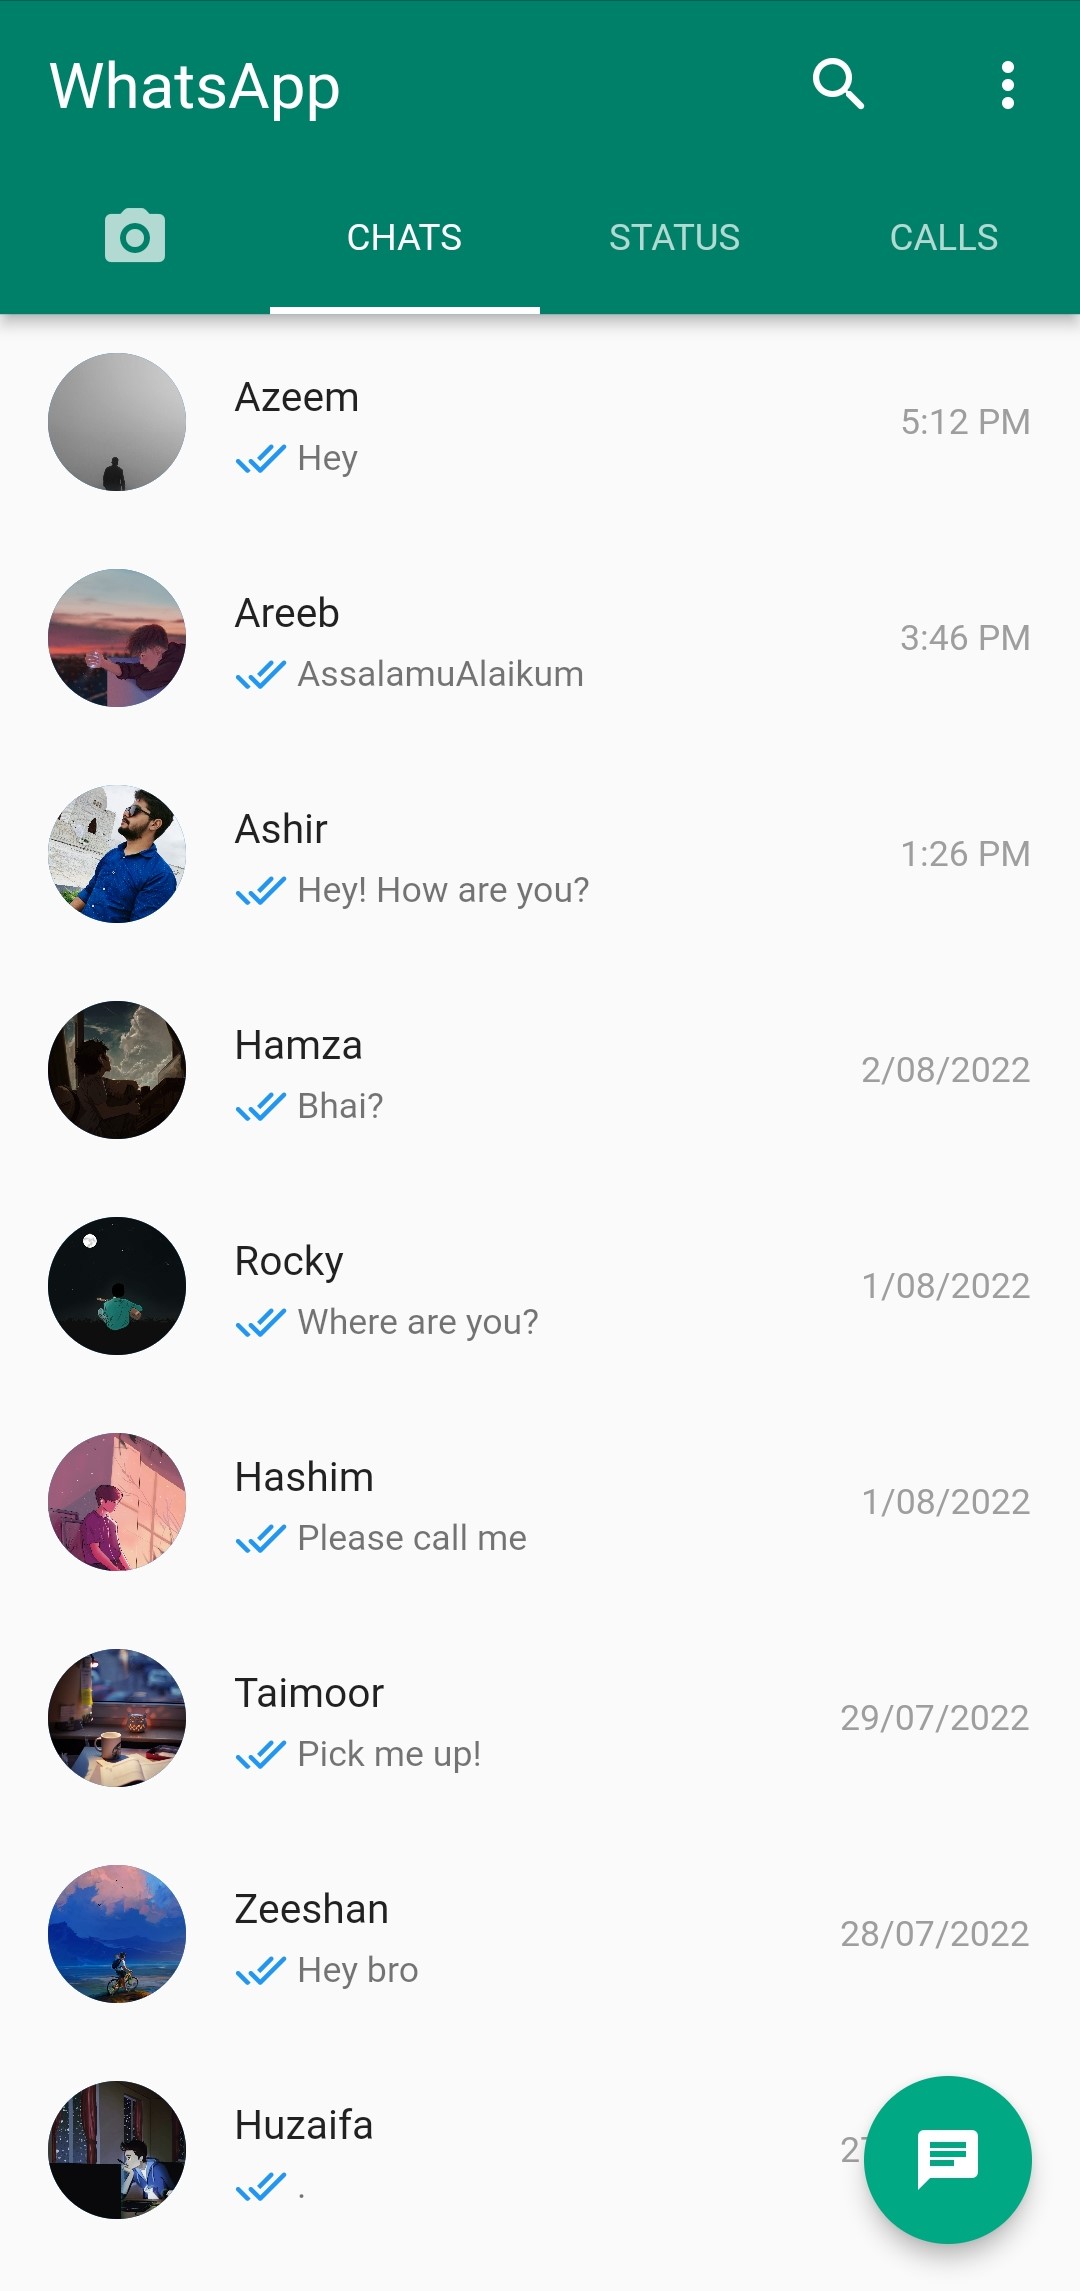 WhatsApp
CHATS STATUS CALLS
Azeem
5:12 PM
Hey
Areeb
3:46 PM
AssalamuAlaikum
Ashir
1:26 PM
Hey! How are you?
Hamza
2/08/2022
Bhai?
Rocky
1/08/2022
Where are you?
Hashim
1/08/2022
Please call me
Taimoor
29/07/2022
Pick me up!
Zeeshan
28/07/2022
Hey bro
Huzaifa
.